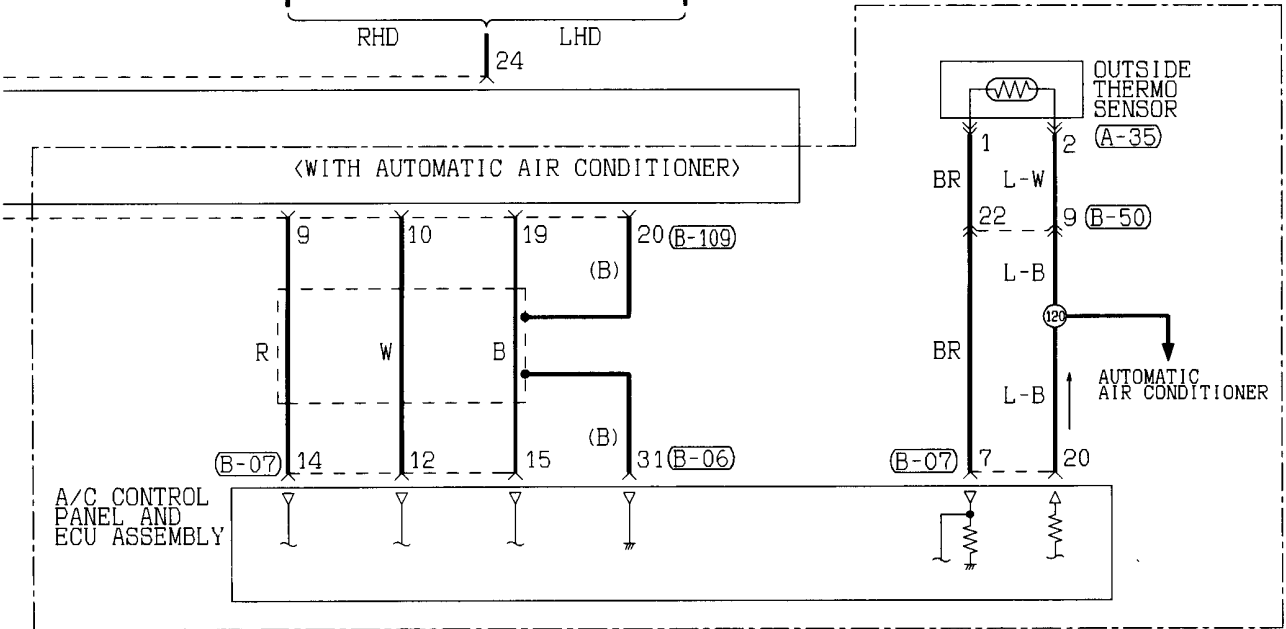 RHD LHD
24
OUTSIDE
THERMO
SENSOR
1 2 (A-35)
<WITH AUTOMATIC AIR CONDITIONER>
BR L-W
9 10 19 20 (B-109)
22 9 (B-50)
(B)
L-B
120
R W B
BR
AUTOMATIC
AIR CONDITIONER
L-B
(B)
(B-07) 14 12 15 31 (B-06)
(B-07) 7 20
A/C CONTROL
PANEL AND
ECU ASSEMBLY